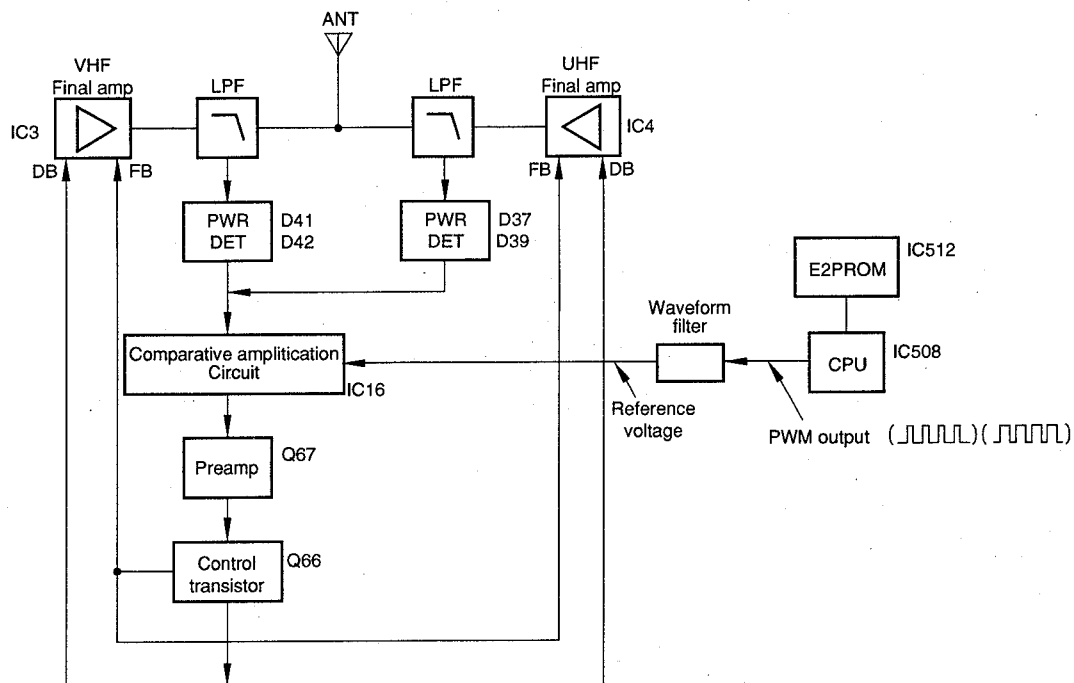 ANT
VHF
Final amp
LPF
LPF
UHF
Final amp
IC3
IC4
DB
FB
FB
DB
PWR
DET
D41
D42
PWR
DET
D37
D39
E2PROM
IC512
Waveform
filter
Comparative amplitication
Circuit
IC16
CPU
IC508
Reference
voltage
PWM output
Preamp
Q67
Control
transistor
Q66